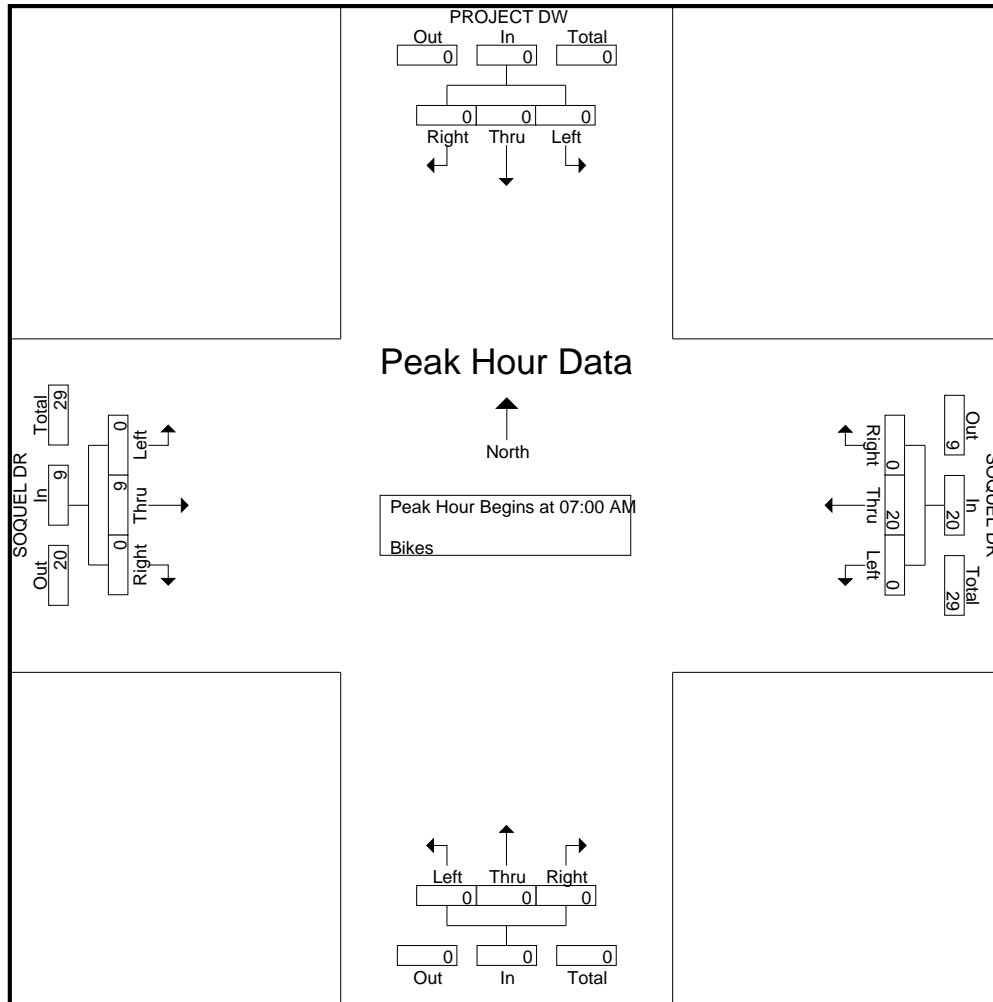 PROJECT DW
Out In Total
0 0 0
0 0 0
Right Thru Left
Peak Hour Data
North
Peak Hour Begins at 07:00 AM
Bikes
SOQUEL DR
Total In Out
29 9 20
0 9 0
Left Thru Right
SOQUEL DR
Out In Total
9 20 29
0 20 0
Right Thru Left
Left Thru Right
0 0 0
0 0 0
Out In Total